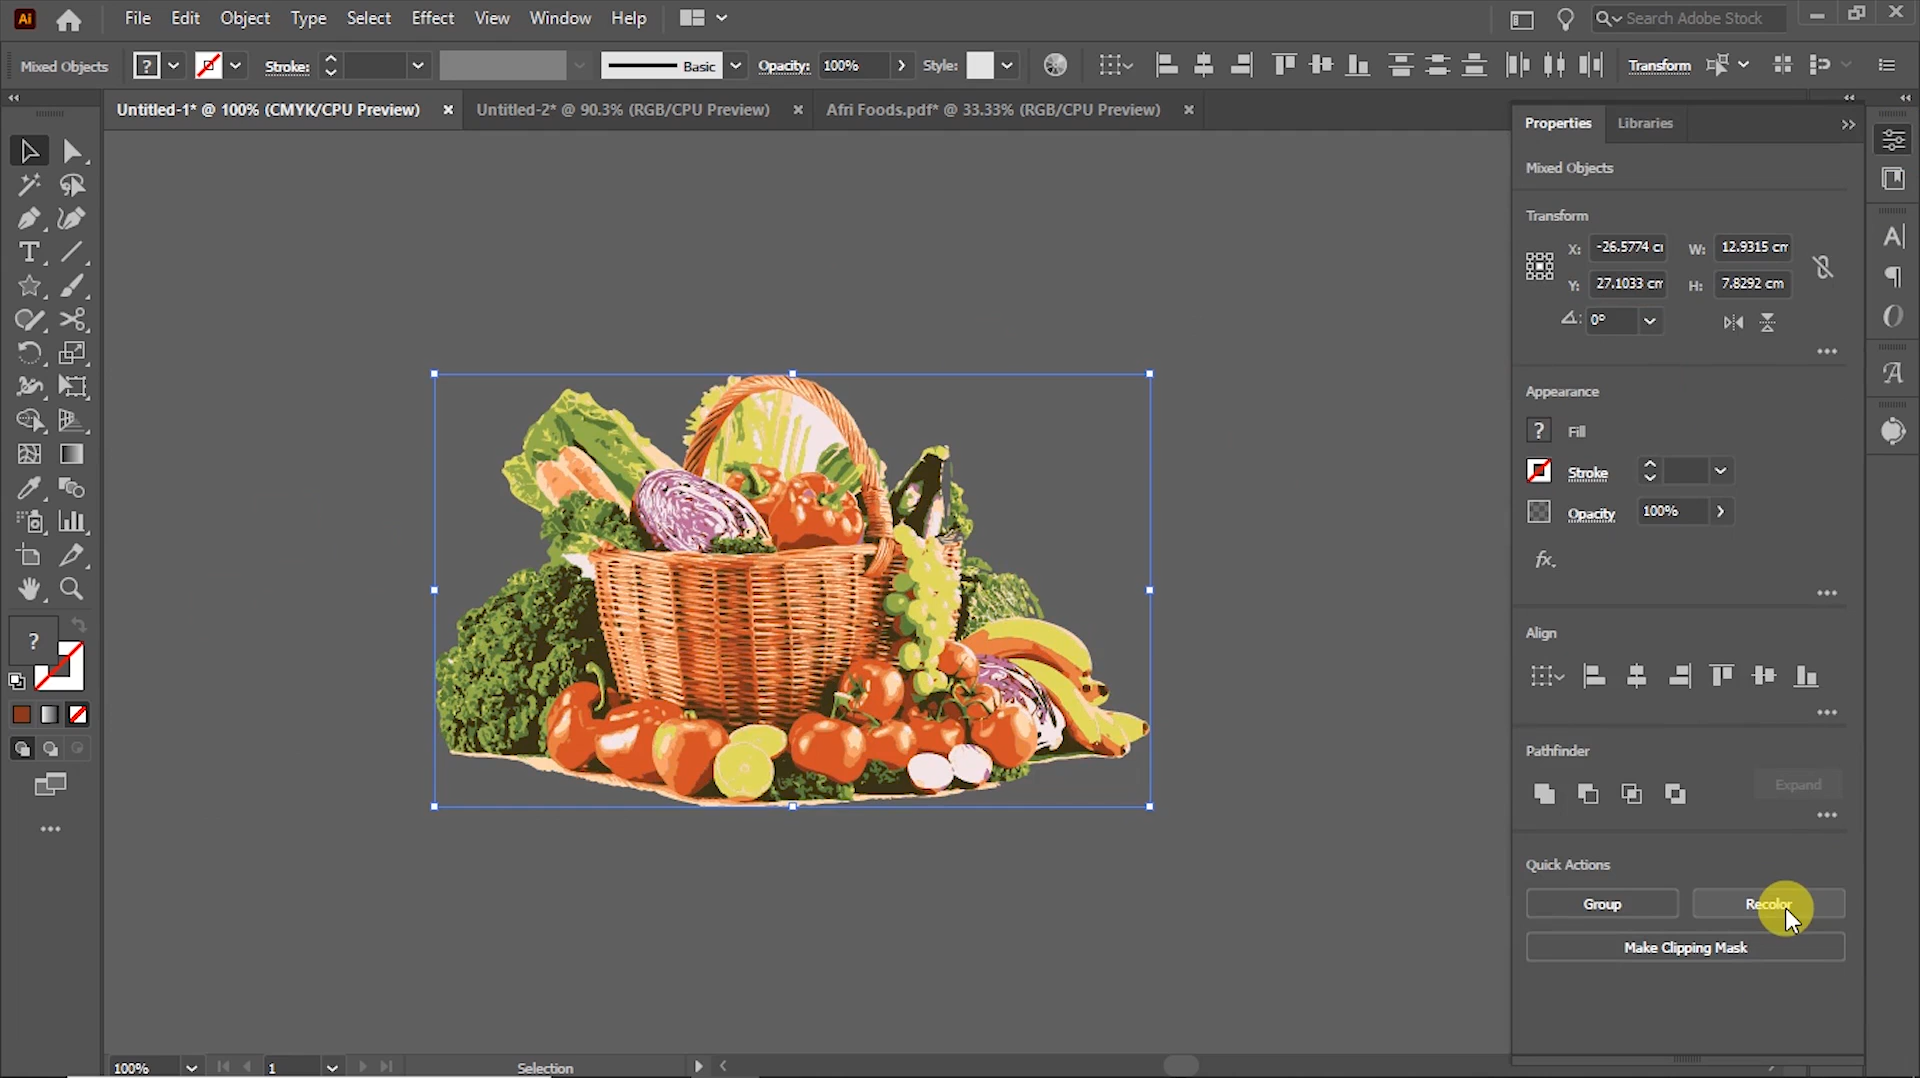 Ai File Edit Object Type Select Effect View Window Help Search Adobe Stock
Mixed Objects ? Stroke: Basic Opacity: 100% Style: Transform
Untitled-1* @ 100% (CMYK/CPU Preview) Untitled-2* @ 90.3% (RGB/CPU Preview) Afri Foods.pdf* @ 33.33% (RGB/CPU Preview)
Properties Libraries
Mixed Objects
Transform
X: -26.5774 W: 12.9315 cm
Y: 27.1033 cm H: 7.8292 cm
0°
Appearance
? Fill
Stroke
Opacity 100%
fx.
Align
Pathfinder
Expand
Quick Actions
Group Recolor
Make Clipping Mask
?
100% 1 Selection